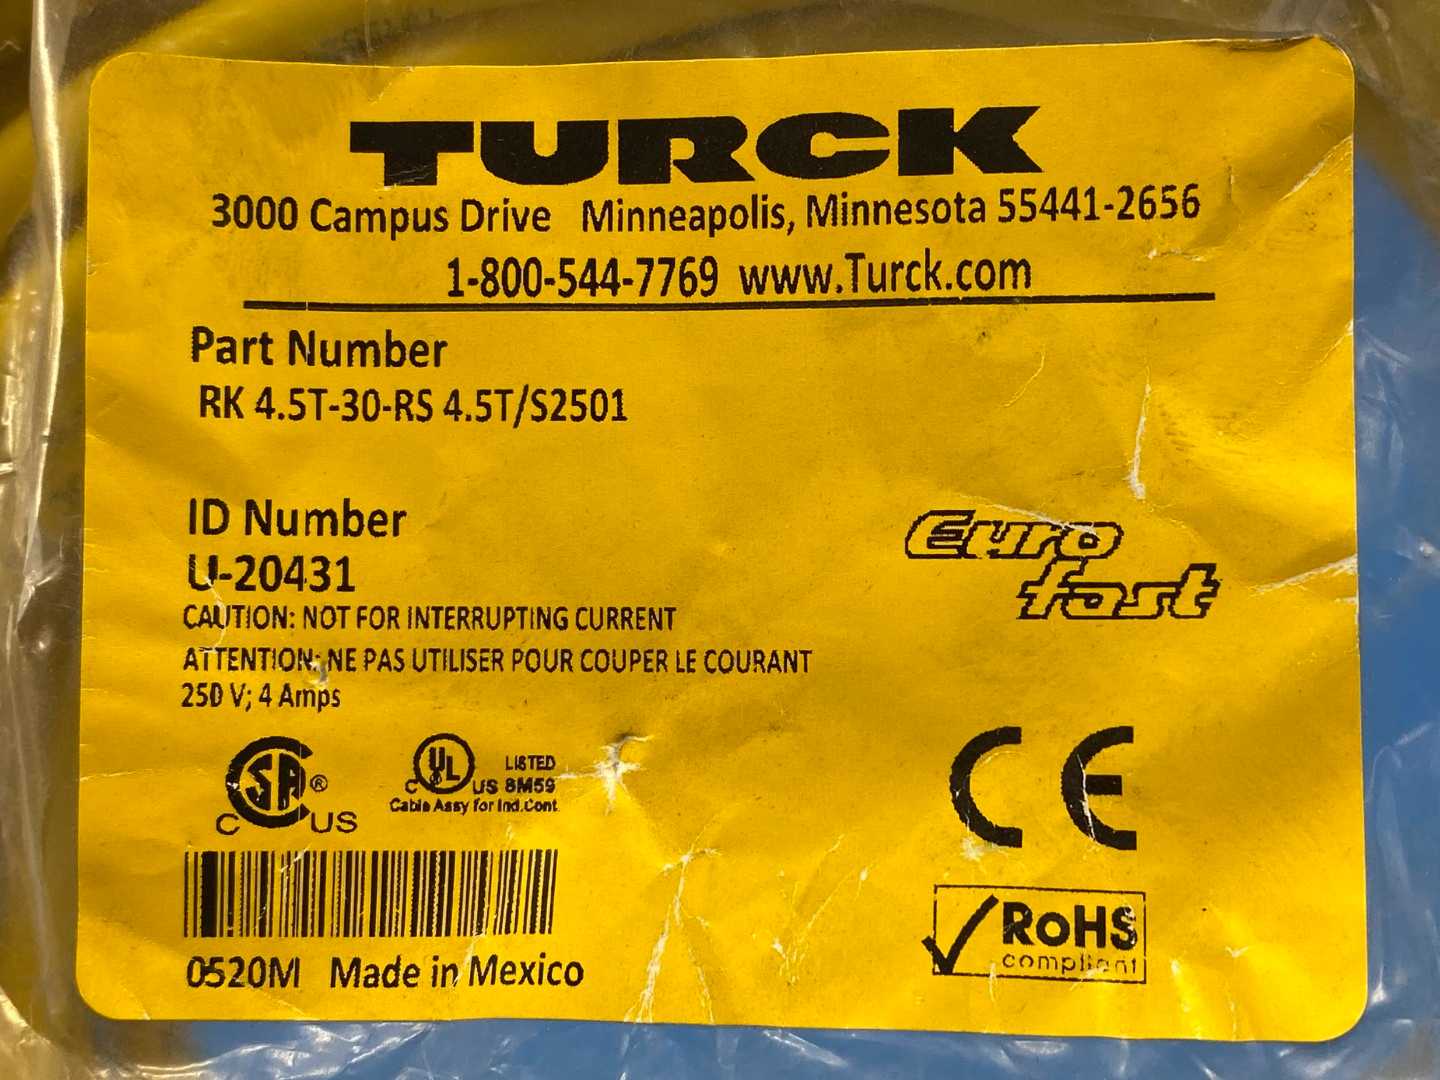 TURCK
3000 Campus Drive Minneapolis, Minnesota 55441-2656
1-800-544-7769 www.Turck.com
Part Number
RK 4.5T-30-RS 4.5T/S2501
ID Number
U-20431
CAUTION: NOT FOR INTERRUPTING CURRENT
ATTENTION: NE PAS UTILISER POUR COUPER LE COURANT
250 V; 4 Amps
Euro
fast
C SA ® C US
C UL US LISTED 8M59
Cable Assy for Ind.Cont
CE
RoHS
compliant
0520M Made in Mexico